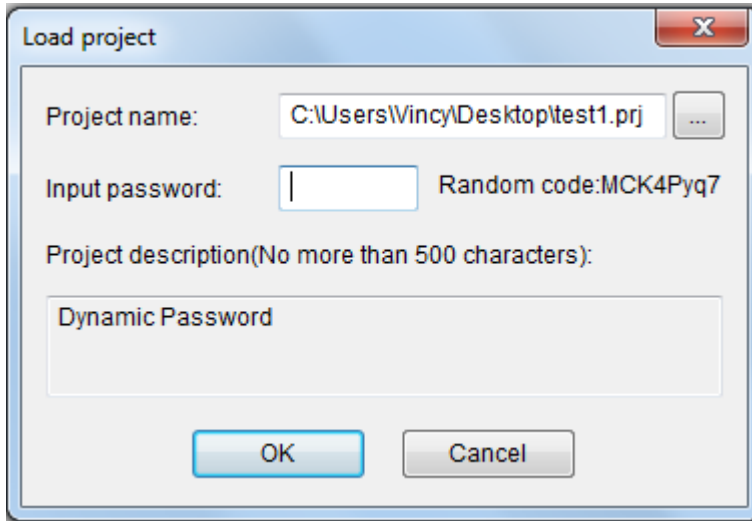 Load project
Project name: C:\Users\Vincy\Desktop\test1.prj ...
Input password: Random code:MCK4Pyq7
Project description(No more than 500 characters):
Dynamic Password
OK Cancel